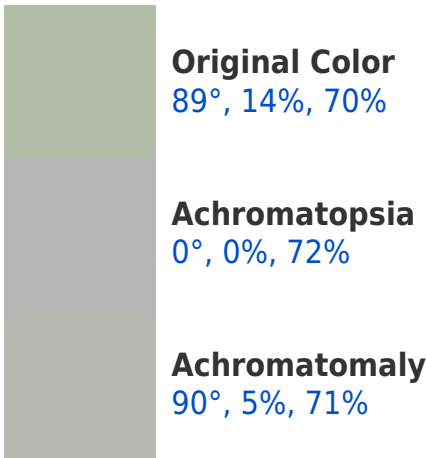 Original Color
89°, 14%, 70%
Achromatopsia
0°, 0%, 72%
Achromatomaly
90°, 5%, 71%